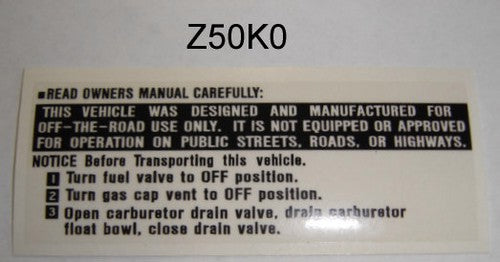 Z50K0
■READ OWNERS MANUAL CAREFULLY:
THIS VEHICLE WAS DESIGNED AND MANUFACTURED FOR
OFF-THE-ROAD USE ONLY. IT IS NOT EQUIPPED OR APPROVED
FOR OPERATION ON PUBLIC STREETS, ROADS, OR HIGHWAYS.
NOTICE Before Transporting this vehicle.
1 Turn fuel valve to OFF position.
2 Turn gas cap vent to OFF position.
3 Open carburetor drain valve, drain carburetor
float bowl, close drain valve.